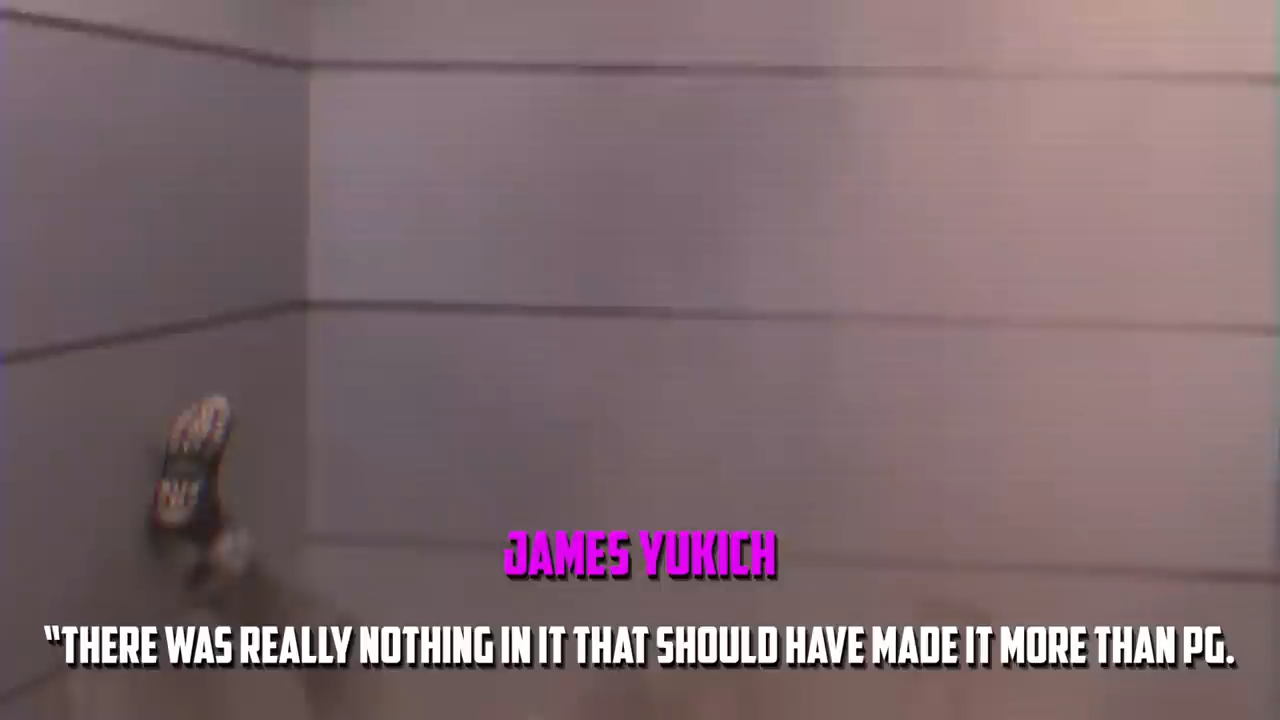 JAMES YUKICH
“THERE WAS REALLY NOTHING IN IT THAT SHOULD HAVE MADE IT MORE THAN PG.